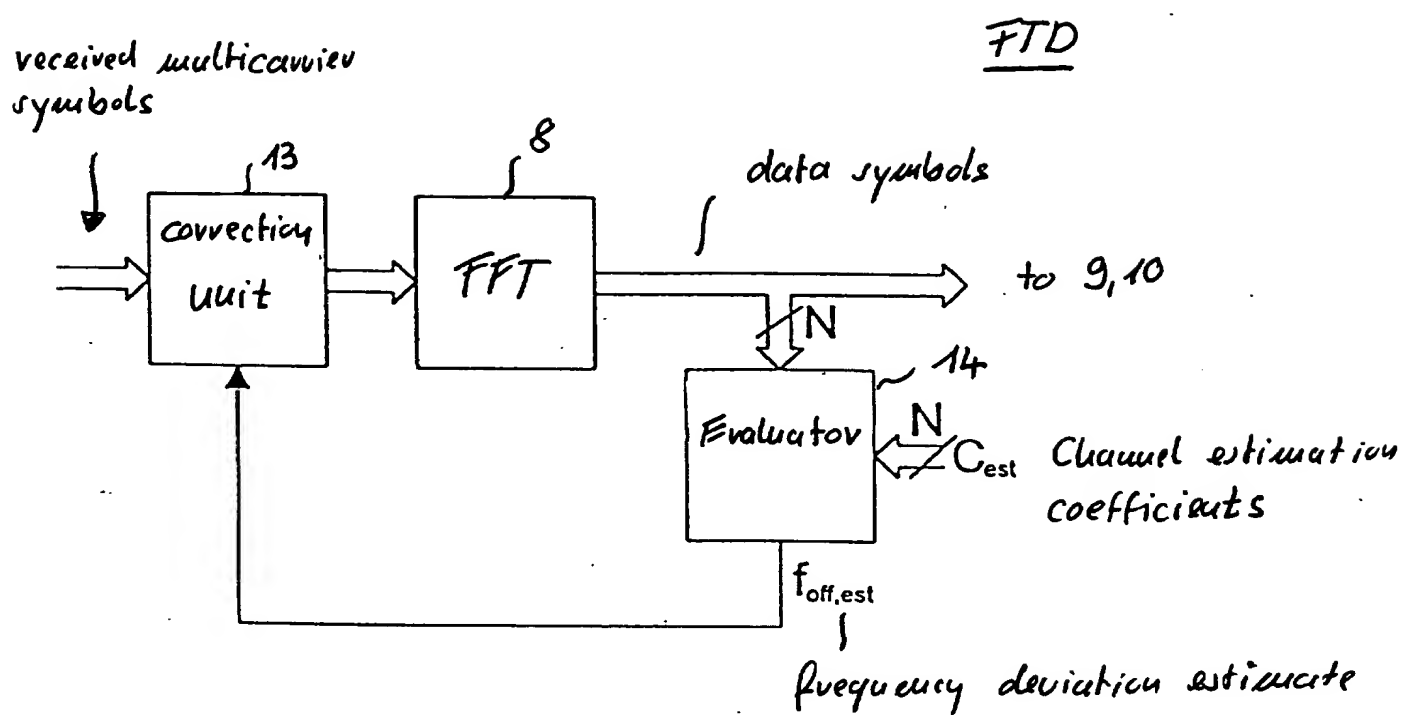 FTD
received multicarrier
symbols
13
8
data symbols
correction
unit
FFT
to 9,10
N
14
Evaluator
N
Cest Channel estimation
coefficients
foff,est
frequency deviation estimate